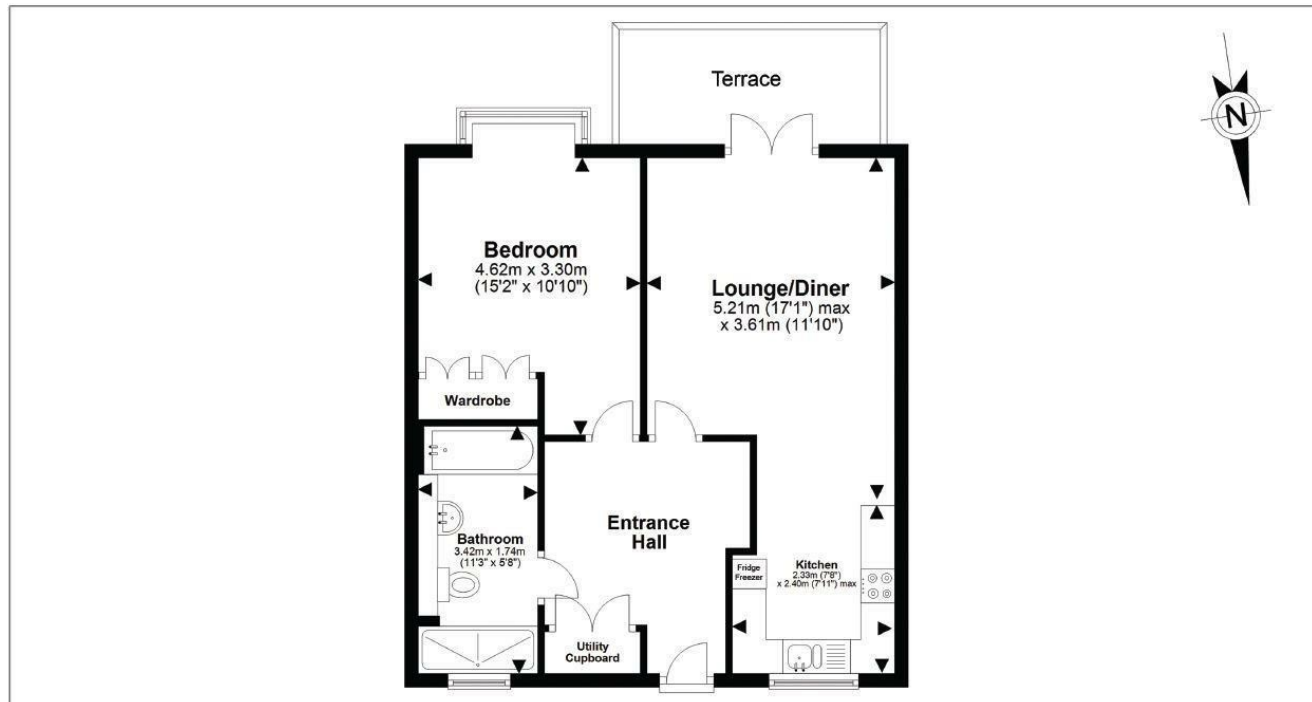 Terrace
N
Bedroom
4.62m x 3.30m
(15'2" x 10'10")
Lounge/Diner
5.21m (17'1") max
x 3.61m (11'10")
Wardrobe
Entrance
Hall
Bathroom
3.42m x 1.74m
(11'3" x 5'8")
Fridge
Freezer
Kitchen
2.33m (7'8")
x 2.40m (7'11") max
Utility
Cupboard